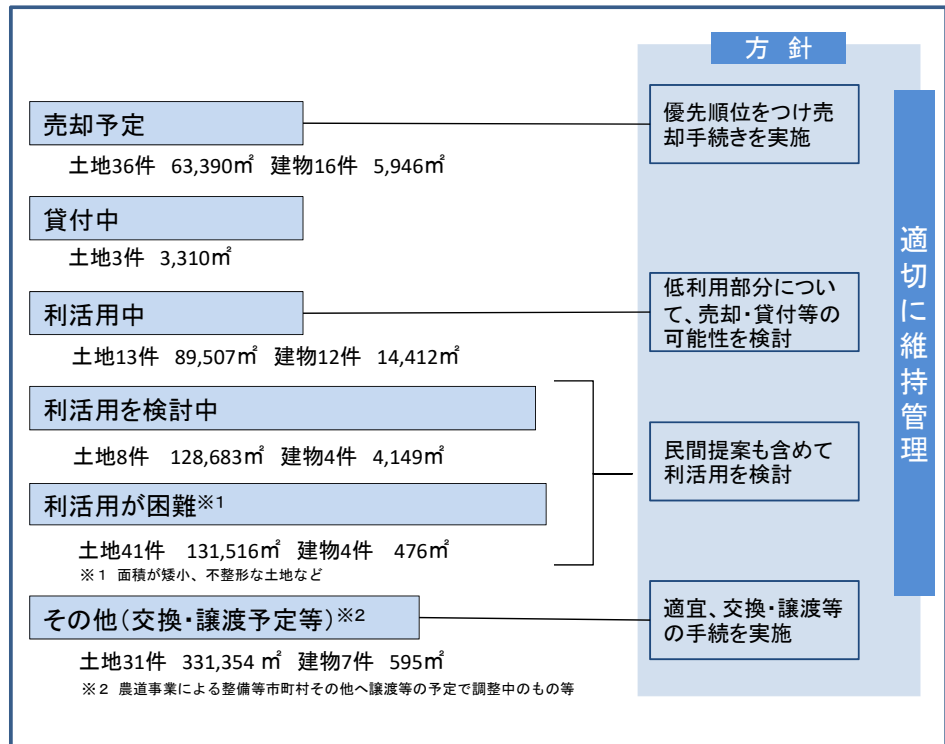 方 針
売却予定
土地36件 63,390㎡ 建物16件 5,946㎡
優先順位をつけ売
却手続きを実施
貸付中
土地3件 3,310㎡
利活用中
土地13件 89,507㎡ 建物12件 14,412㎡
低利用部分につい
て、売却・貸付等の
可能性を検討
利活用を検討中
土地8件 128,683㎡ 建物4件 4,149㎡
利活用が困難※1
土地41件 131,516㎡ 建物4件 476㎡
※1 面積が矮小、不整形な土地など
民間提案も含めて
利活用を検討
その他(交換・譲渡予定等)※2
土地31件 331,354 ㎡ 建物7件 595㎡
※2 農道事業による整備等市町村その他へ譲渡等の予定で調整中のもの等
適宜、交換・譲渡等
の手続を実施
適切に維持管理